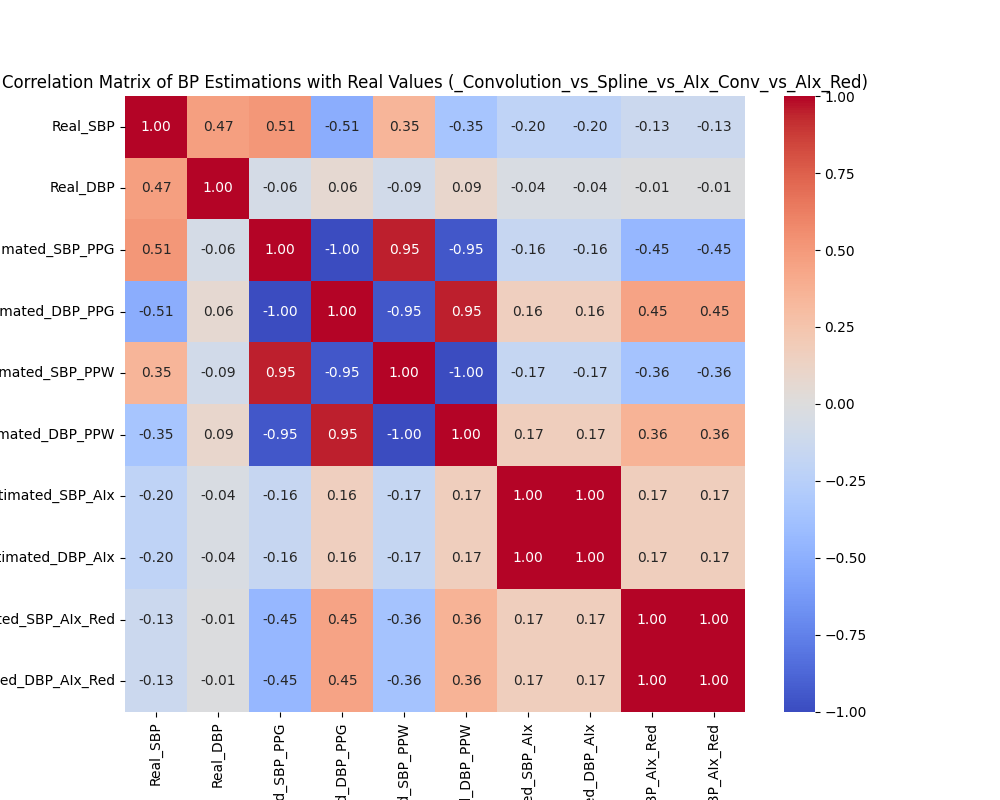 Correlation Matrix of BP Estimations with Real Values (_Convolution_vs_Spline_vs_AIx_Conv_vs_AIx_Red)
Real_SBP 1.00 0.47 0.51 -0.51 0.35 -0.35 -0.20 -0.20 -0.13 -0.13
Real_DBP 0.47 1.00 -0.06 0.06 -0.09 0.09 -0.04 -0.04 -0.01 -0.01
mated_SBP_PPG 0.51 -0.06 1.00 -1.00 0.95 -0.95 -0.16 -0.16 -0.45 -0.45
mated_DBP_PPG -0.51 0.06 -1.00 1.00 -0.95 0.95 0.16 0.16 0.45 0.45
mated_SBP_PPW 0.35 -0.09 0.95 -0.95 1.00 -1.00 -0.17 -0.17 -0.36 -0.36
mated_DBP_PPW -0.35 0.09 -0.95 0.95 -1.00 1.00 0.17 0.17 0.36 0.36
timated_SBP_AIx -0.20 -0.04 -0.16 0.16 -0.17 0.17 1.00 1.00 0.17 0.17
timated_DBP_AIx -0.20 -0.04 -0.16 0.16 -0.17 0.17 1.00 1.00 0.17 0.17
ted_SBP_AIx_Red -0.13 -0.01 -0.45 0.45 -0.36 0.36 0.17 0.17 1.00 1.00
ed_DBP_AIx_Red -0.13 -0.01 -0.45 0.45 -0.36 0.36 0.17 0.17 1.00 1.00
Real_SBP
Real_DBP
d_SBP_PPG
d_DBP_PPG
d_SBP_PPW
d_DBP_PPW
ed_SBP_AIx
ed_DBP_AIx
BP_AIx_Red
BP_AIx_Red
1.00
0.75
0.50
0.25
0.00
−0.25
−0.50
−0.75
−1.00